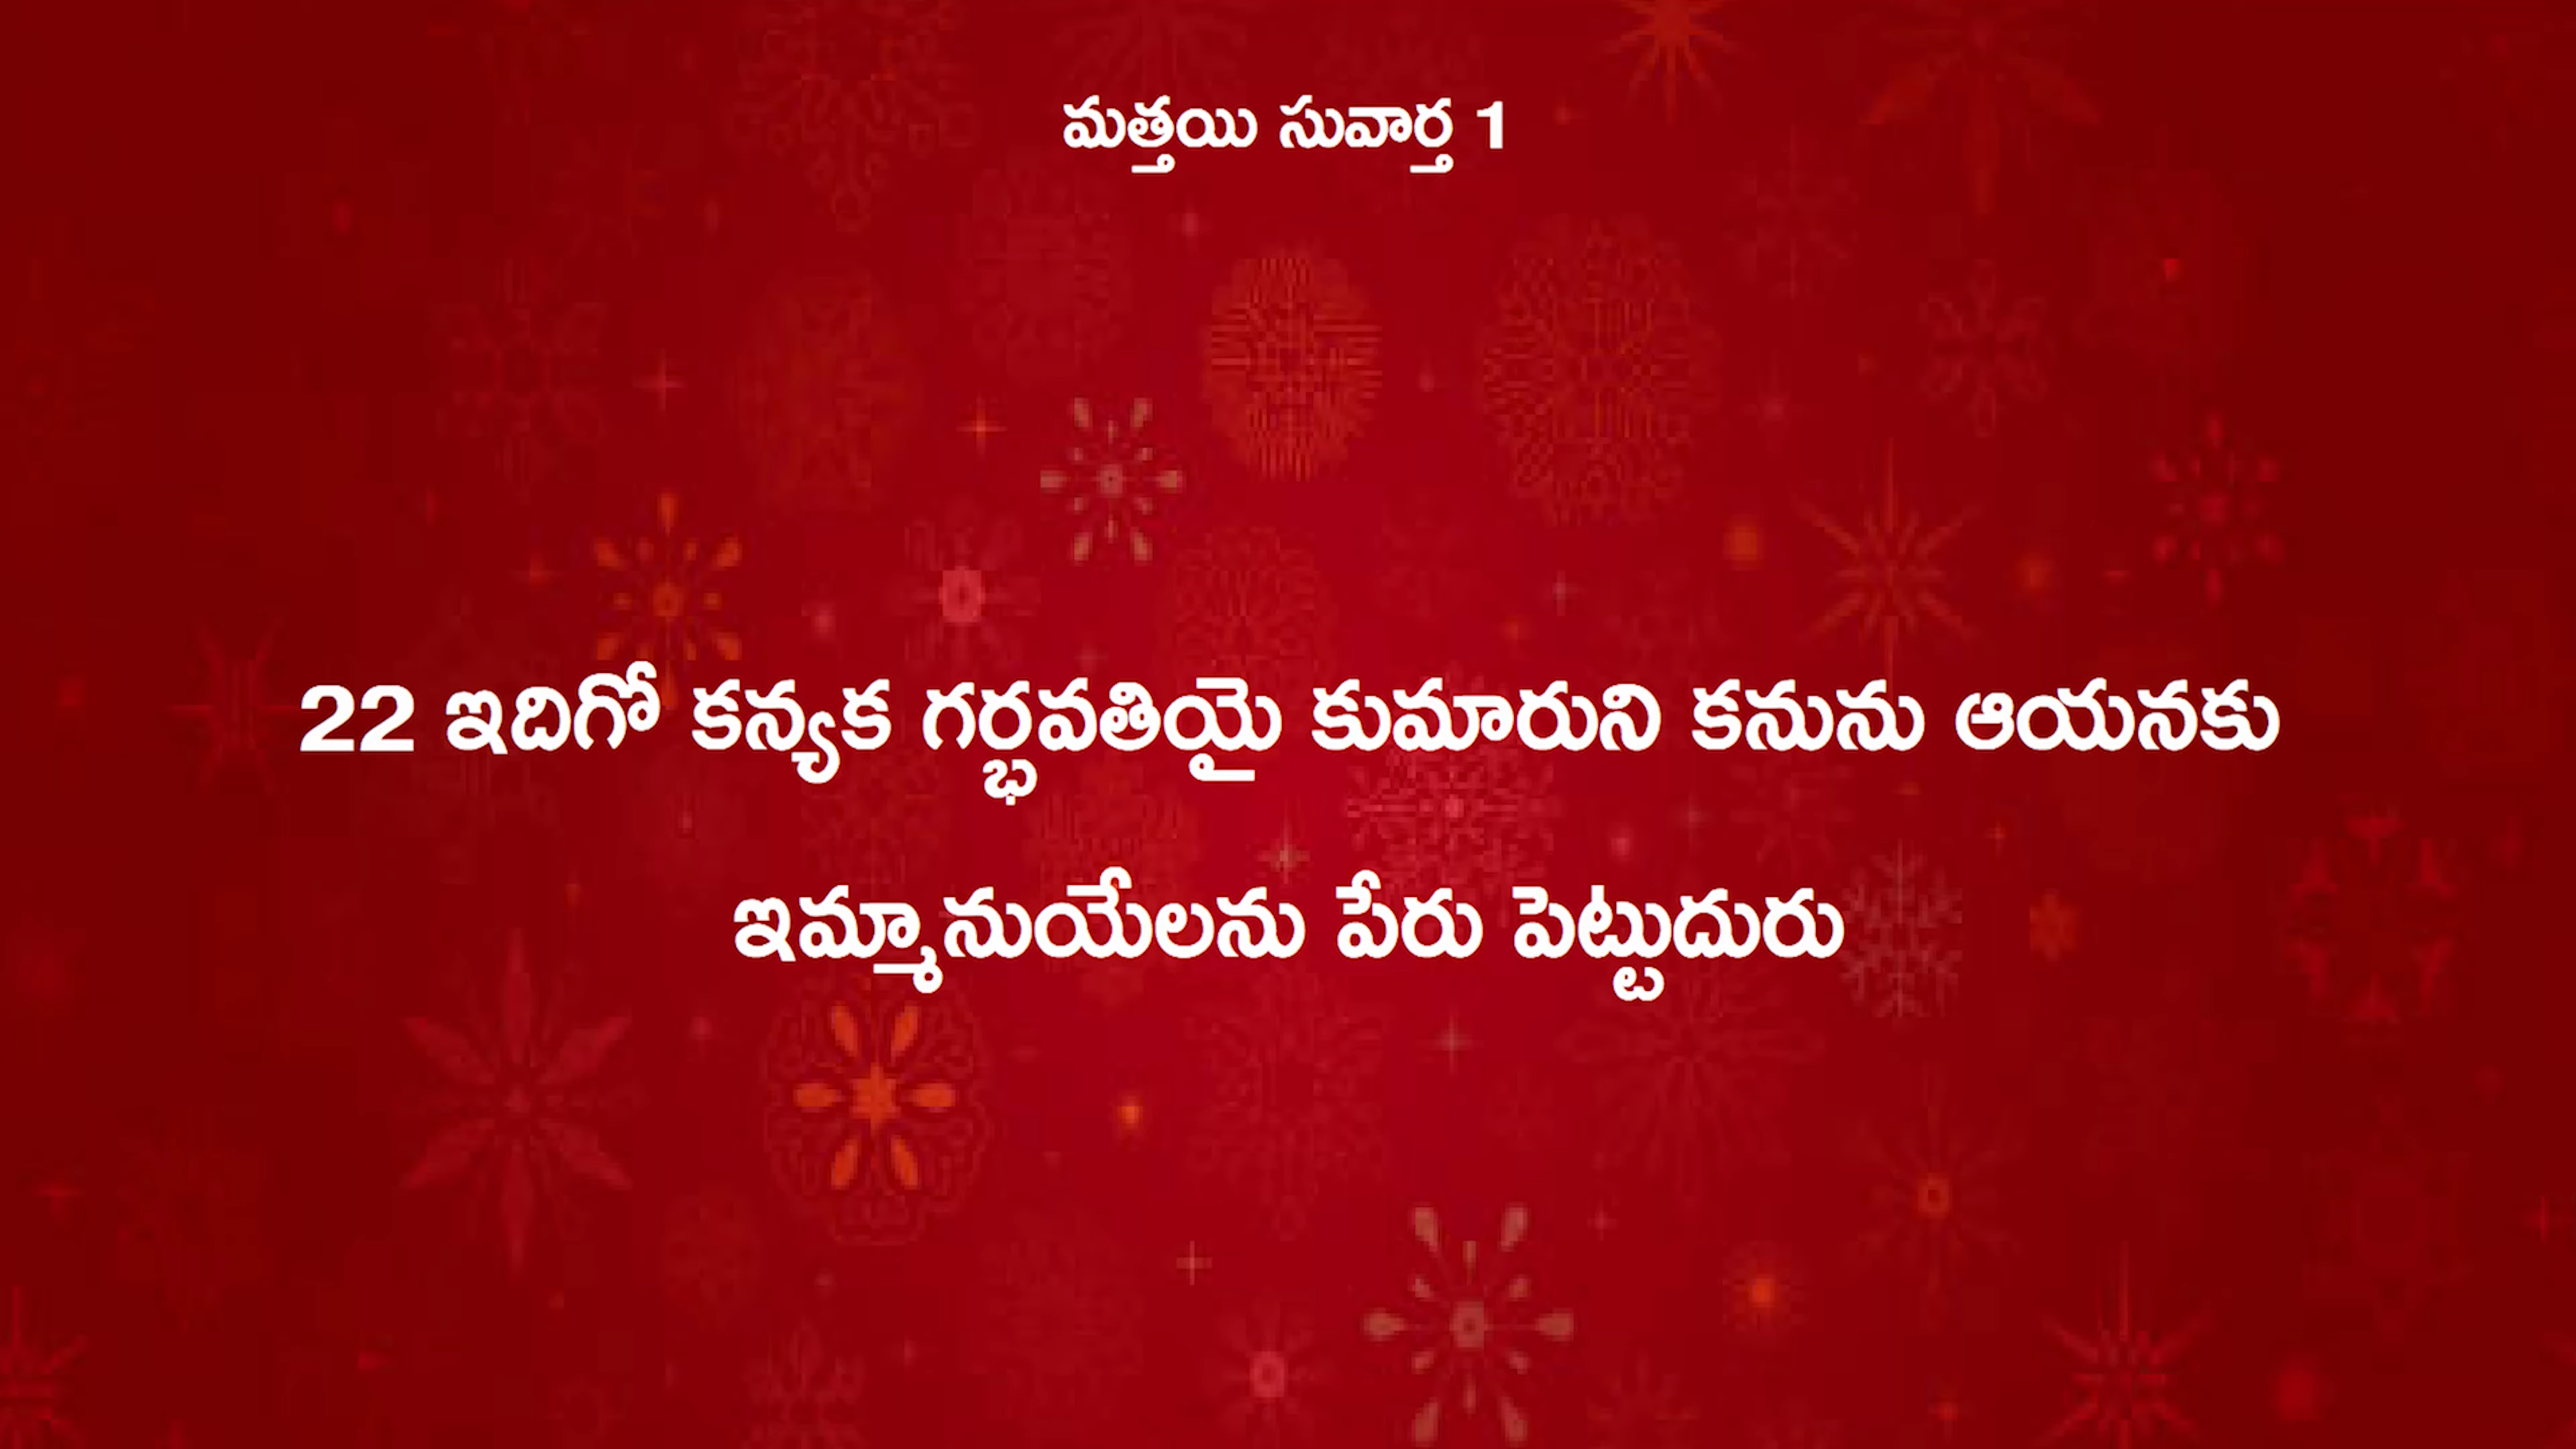 మత్తయి సువార్త 1
22 ఇదిగో కన్యక గర్భవతియై కుమారుని కనును ఆయనకు
ఇమ్మానుయేలను పేరు పెట్టుదురు